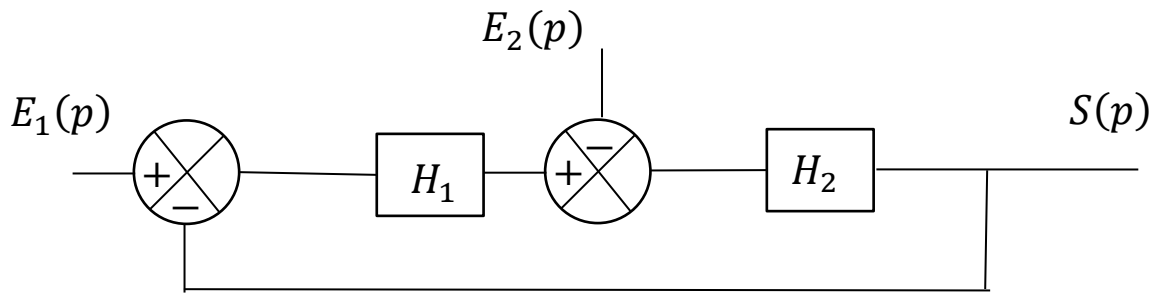 E₂(p)
E₁(p)
S(p)
+
−
H₁
+
−
H₂